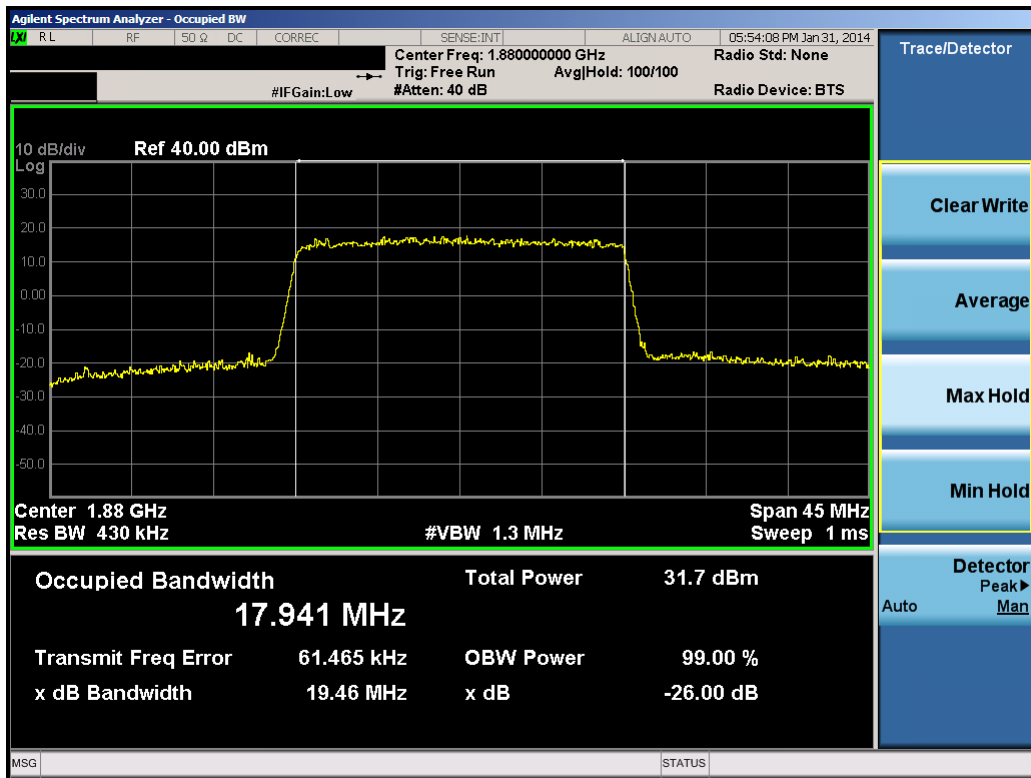 Agilent Spectrum Analyzer - Occupied BW
LXI RL RF 50 Ω DC CORREC SENSE:INT ALIGN AUTO 05:54:08 PM Jan 31, 2014
Center Freq: 1.880000000 GHz Radio Std: None
Trig: Free Run Avg|Hold: 100/100
#IFGain:Low #Atten: 40 dB Radio Device: BTS
Trace/Detector
10 dB/div Ref 40.00 dBm
Log
30.0
20.0
10.0
0.00
-10.0
-20.0
-30.0
-40.0
-50.0
Center 1.88 GHz Span 45 MHz
Res BW 430 kHz #VBW 1.3 MHz Sweep 1 ms
Clear Write
Average
Max Hold
Min Hold
Detector
Peak▶
Auto Man
Occupied Bandwidth Total Power 31.7 dBm
17.941 MHz
Transmit Freq Error 61.465 kHz OBW Power 99.00 %
x dB Bandwidth 19.46 MHz x dB -26.00 dB
MSG STATUS